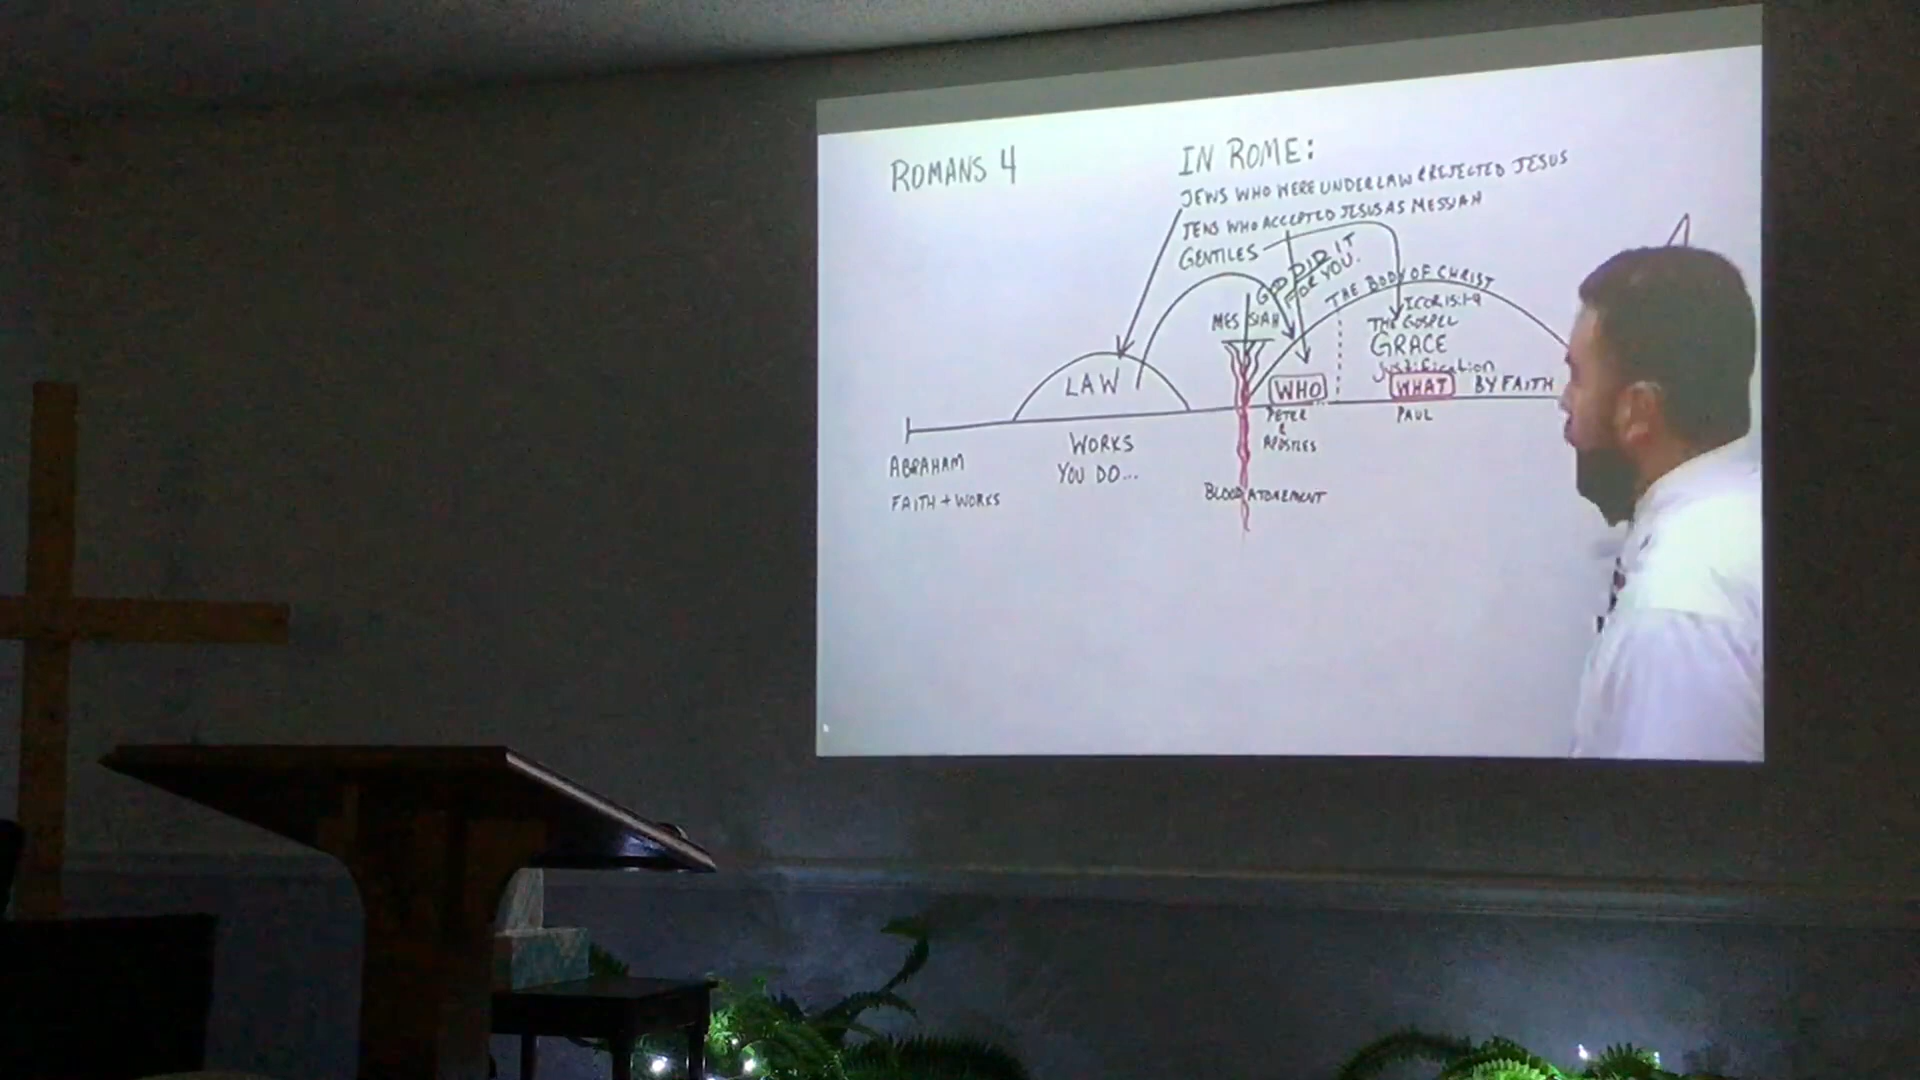 ROMANS 4
IN ROME:
JEWS WHO WERE UNDER LAW & REJECTED JESUS
JEWS WHO ACCEPTED JESUS AS MESSIAH
GENTILES
GOD DID IT
FOR YOU.
THE BODY OF CHRIST
I COR 15:1-9
MESSIAH
THE GOSPEL
GRACE
Justification
LAW
WHO
WHAT BY FAITH
PETER
&
APOSTLES
PAUL
WORKS
YOU DO...
ABRAHAM
FAITH + WORKS
BLOOD ATONEMENT